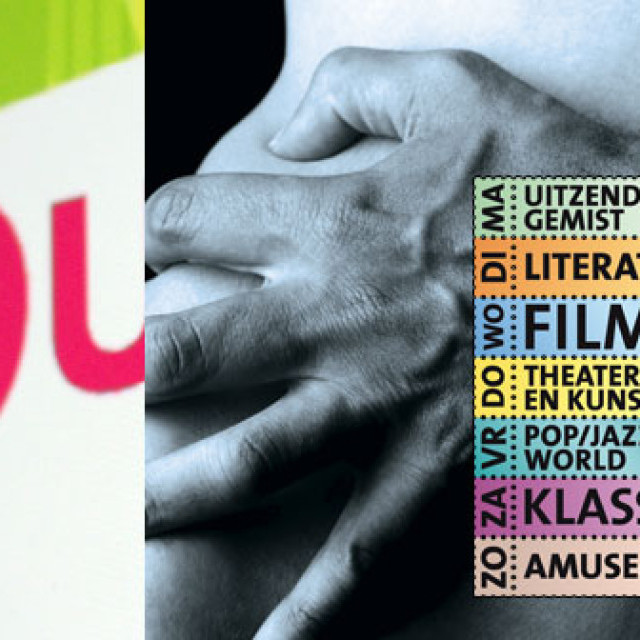 ou
MA UITZEND
GEMIST
DI LITERAT
WO FILM
DO THEATER
EN KUNS
VR POP/JAZ
WORLD
ZA KLASS
ZO AMUSE